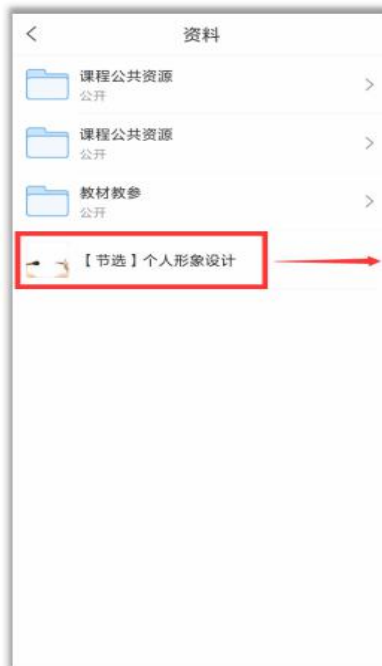 资料
课程公共资源
公开
课程公共资源
公开
教材教参
公开
【节选】个人形象设计